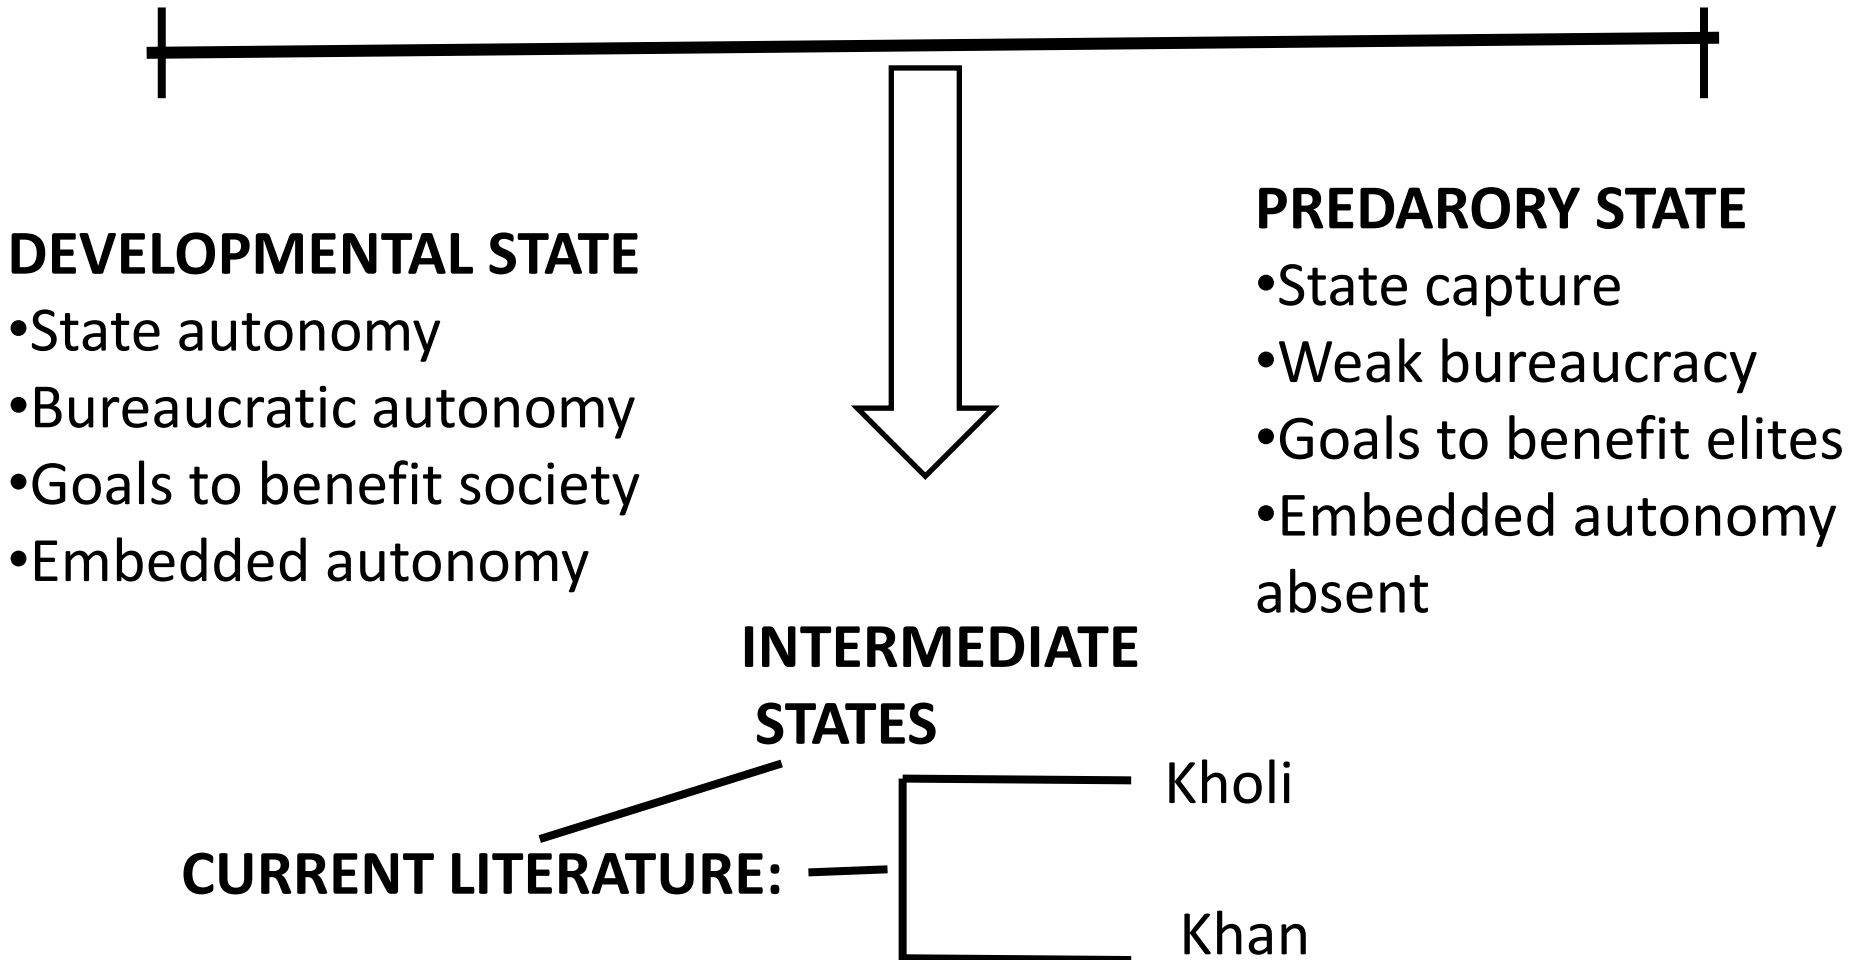 DEVELOPMENTAL STATE
•State autonomy
•Bureaucratic autonomy
•Goals to benefit society
•Embedded autonomy
PREDARORY STATE
•State capture
•Weak bureaucracy
•Goals to benefit elites
•Embedded autonomy
absent
INTERMEDIATE
STATES
CURRENT LITERATURE:
Kholi
Khan